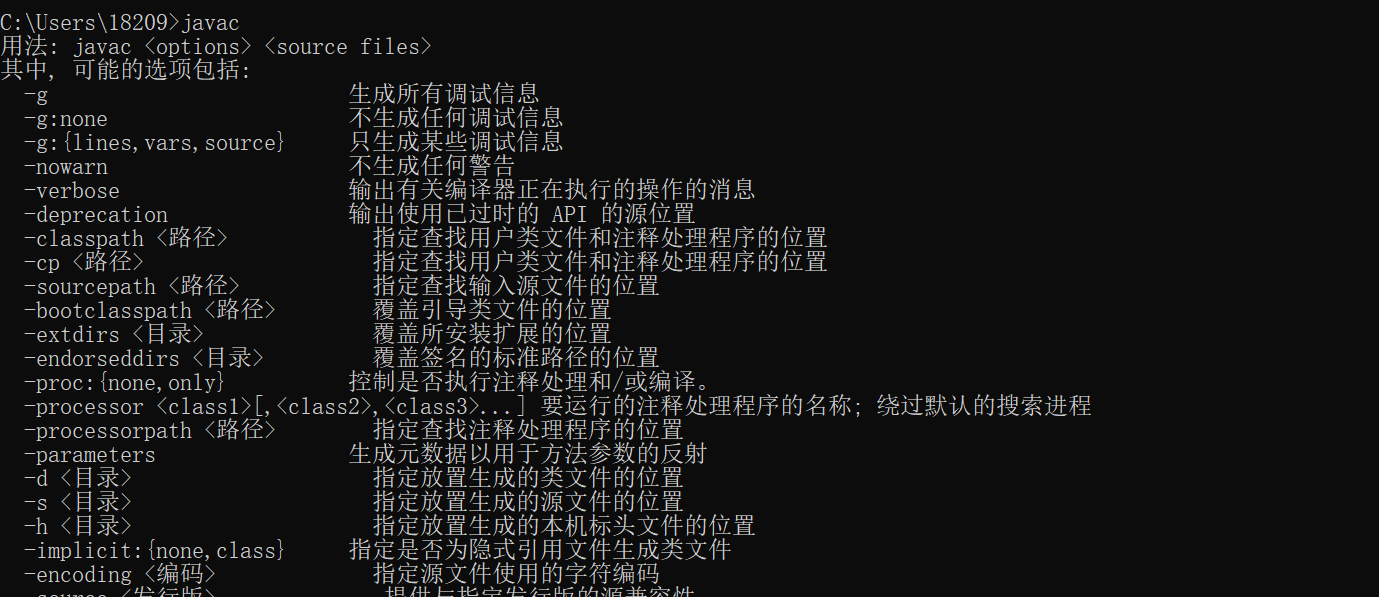 C:\Users\18209>javac
用法: javac <options> <source files>
其中, 可能的选项包括:
-g 生成所有调试信息
-g:none 不生成任何调试信息
-g:{lines,vars,source} 只生成某些调试信息
-nowarn 不生成任何警告
-verbose 输出有关编译器正在执行的操作的消息
-deprecation 输出使用已过时的 API 的源位置
-classpath <路径> 指定查找用户类文件和注释处理程序的位置
-cp <路径> 指定查找用户类文件和注释处理程序的位置
-sourcepath <路径> 指定查找输入源文件的位置
-bootclasspath <路径> 覆盖引导类文件的位置
-extdirs <目录> 覆盖所安装扩展的位置
-endorseddirs <目录> 覆盖签名的标准路径的位置
-proc:{none,only} 控制是否执行注释处理和/或编译。
-processor <class1>[,<class2>,<class3>...] 要运行的注释处理程序的名称; 绕过默认的搜索进程
-processorpath <路径> 指定查找注释处理程序的位置
-parameters 生成元数据以用于方法参数的反射
-d <目录> 指定放置生成的类文件的位置
-s <目录> 指定放置生成的源文件的位置
-h <目录> 指定放置生成的本机标头文件的位置
-implicit:{none,class} 指定是否为隐式引用文件生成类文件
-encoding <编码> 指定源文件使用的字符编码
-source <发行版> 提供与指定发行版的源兼容性